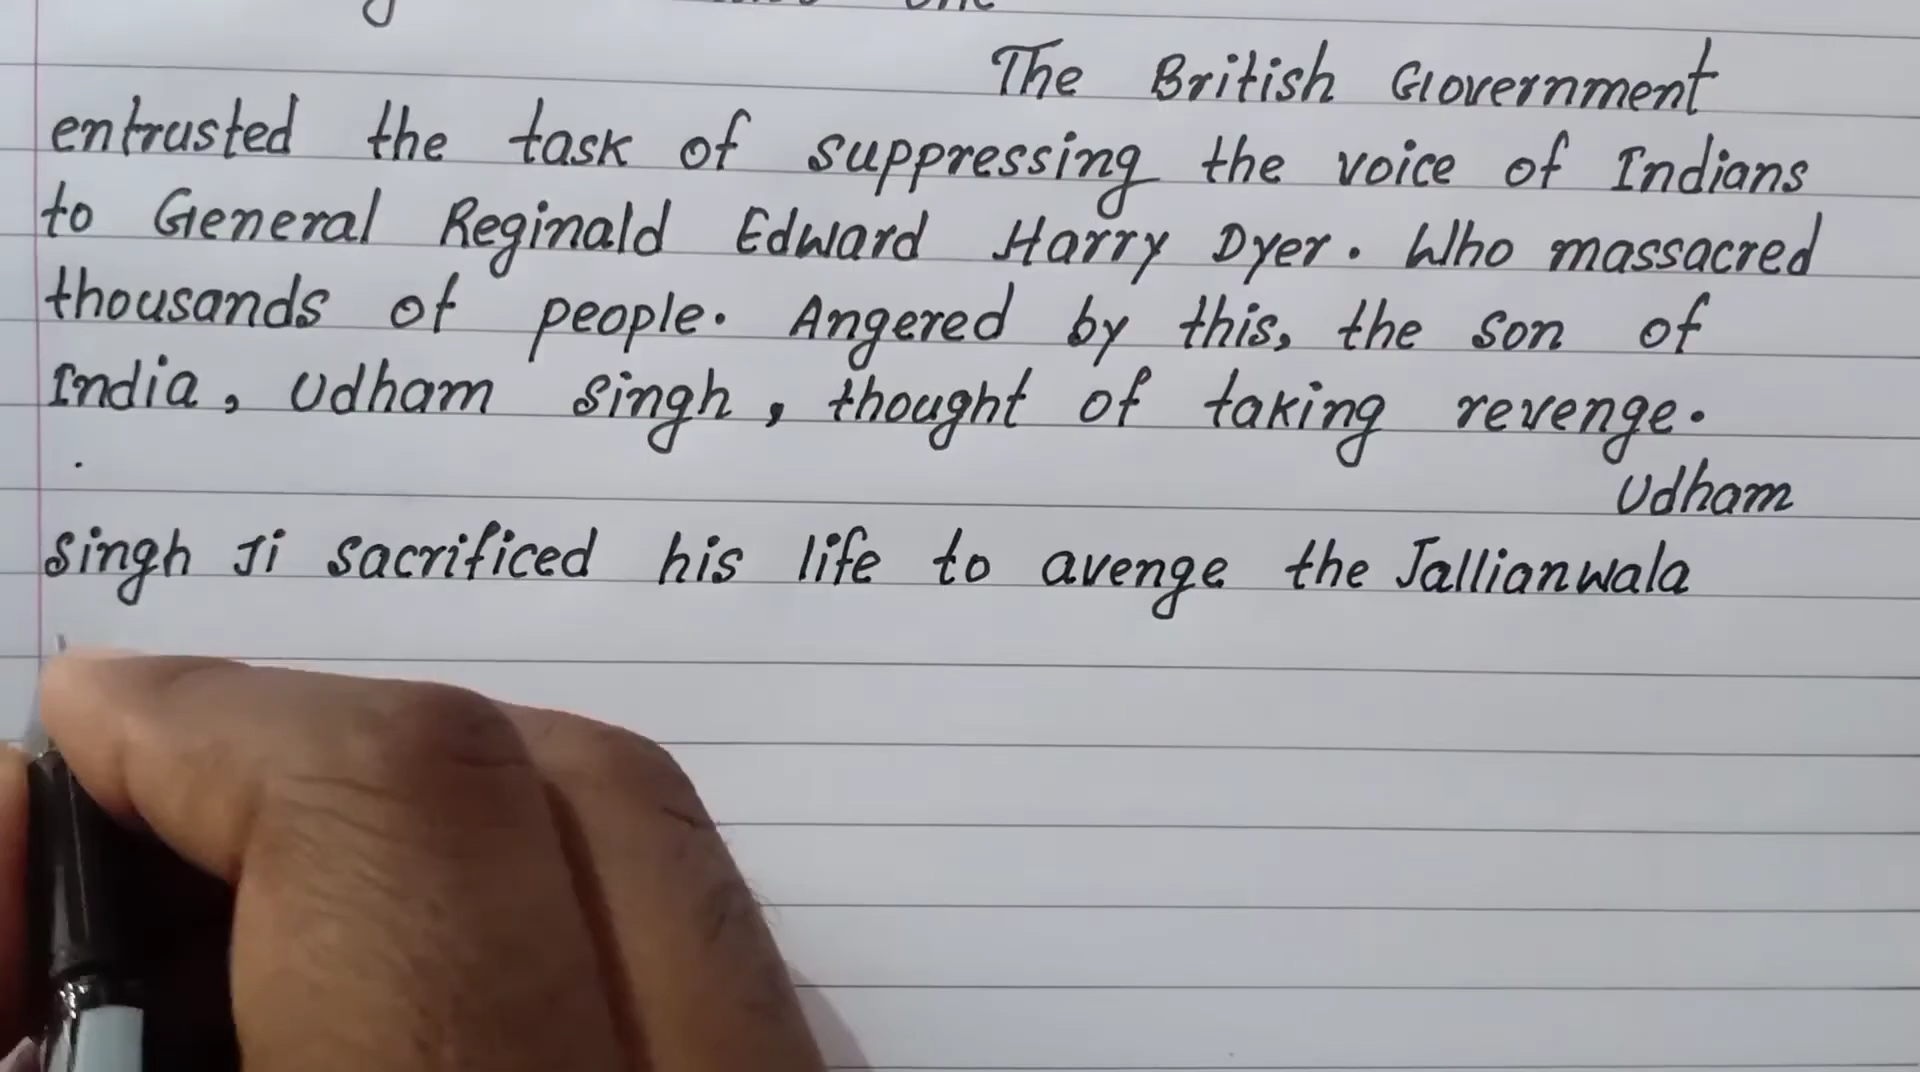 The British Government
entrusted the task of suppressing the voice of Indians
to General Reginald Edward Harry Dyer. Who massacred
thousands of people. Angered by this, the son of
India, Udham Singh, thought of taking revenge.
Udham
Singh Ji sacrificed his life to avenge the Jallianwala